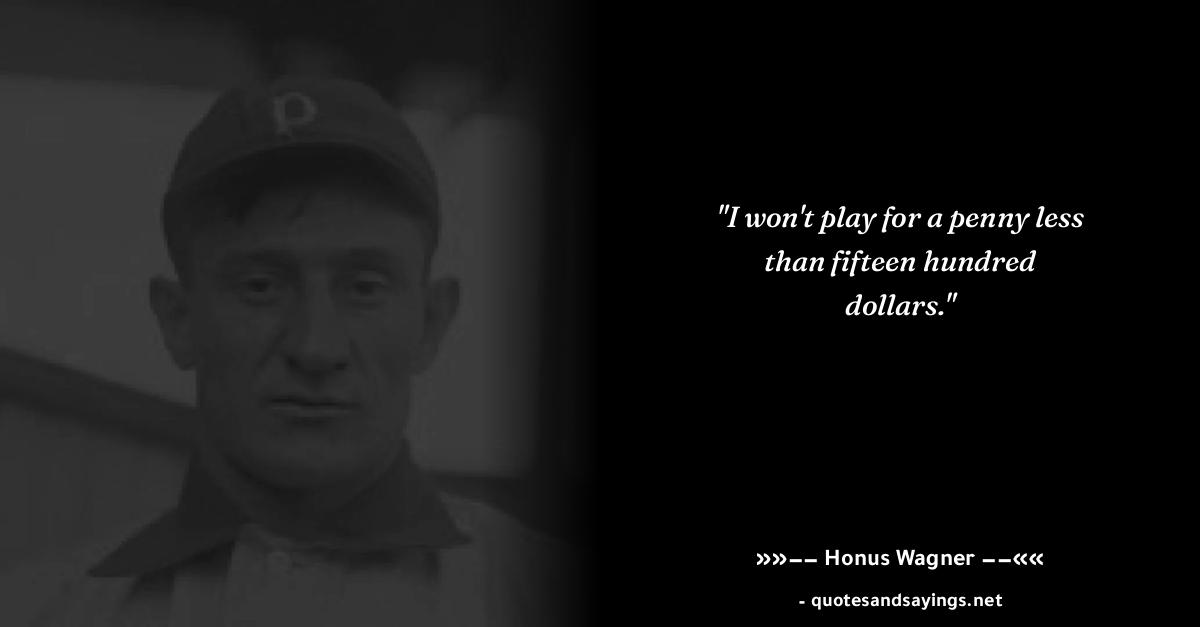 P
"I won't play for a penny less
than fifteen hundred
dollars."
»»–– Honus Wagner ––««
- quotesandsayings.net